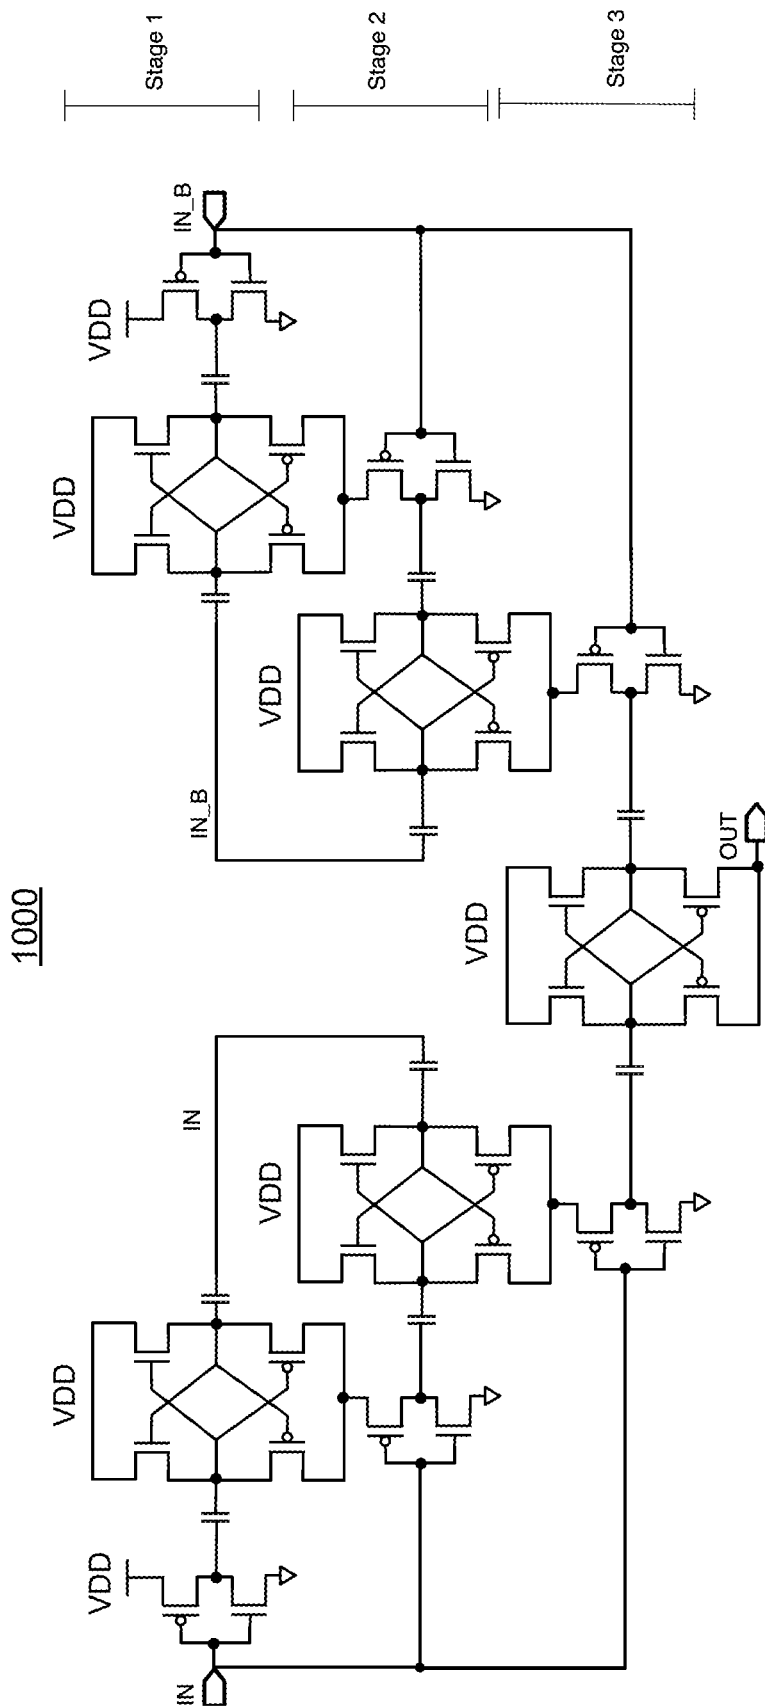 1000
Stage 1
Stage 2
Stage 3
IN
VDD
VDD
IN
VDD
VDD
OUT
IN_B
VDD
VDD
VDD
IN_B